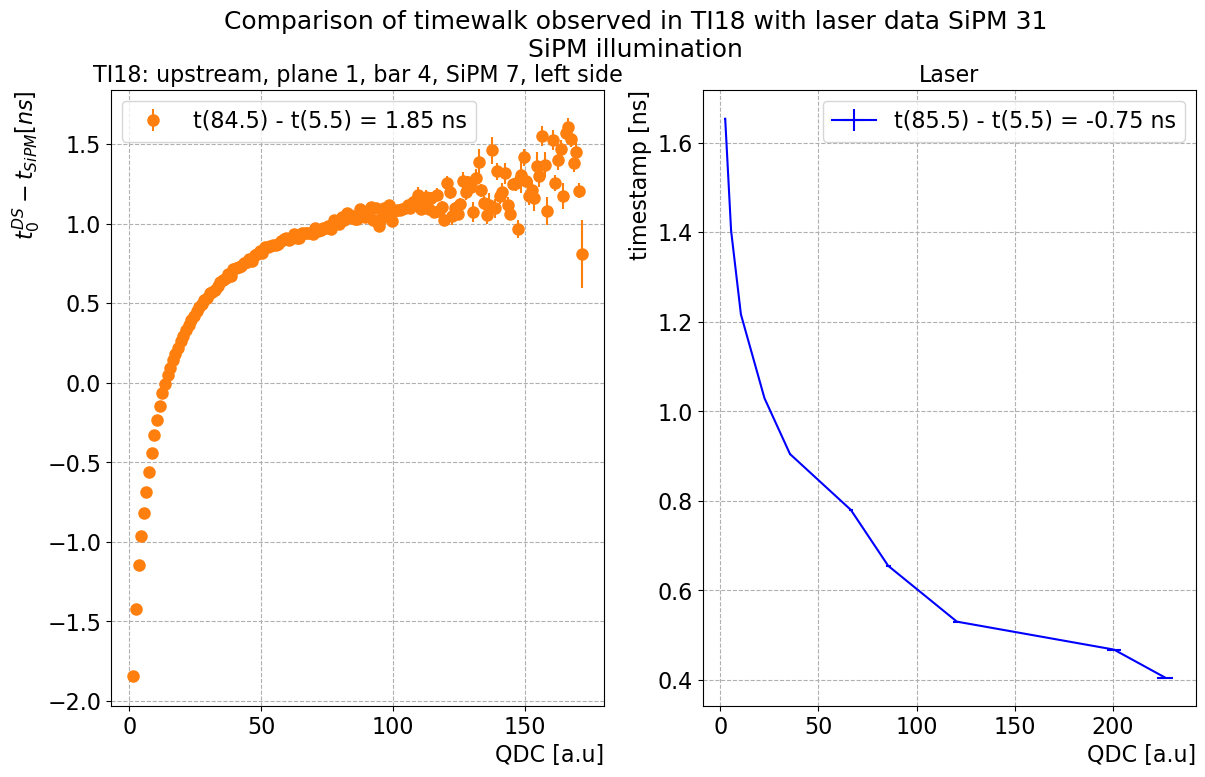 Comparison of timewalk observed in TI18 with laser data SiPM 31
SiPM illumination
TI18: upstream, plane 1, bar 4, SiPM 7, left side
t(84.5) - t(5.5) = 1.85 ns
t_0^{DS} − t_{SiPM}[ns]
1.5
1.0
0.5
0.0
−0.5
−1.0
−1.5
−2.0
0 50 100 150
QDC [a.u]
Laser
t(85.5) - t(5.5) = -0.75 ns
timestamp [ns]
1.6
1.4
1.2
1.0
0.8
0.6
0.4
0 50 100 150 200
QDC [a.u]